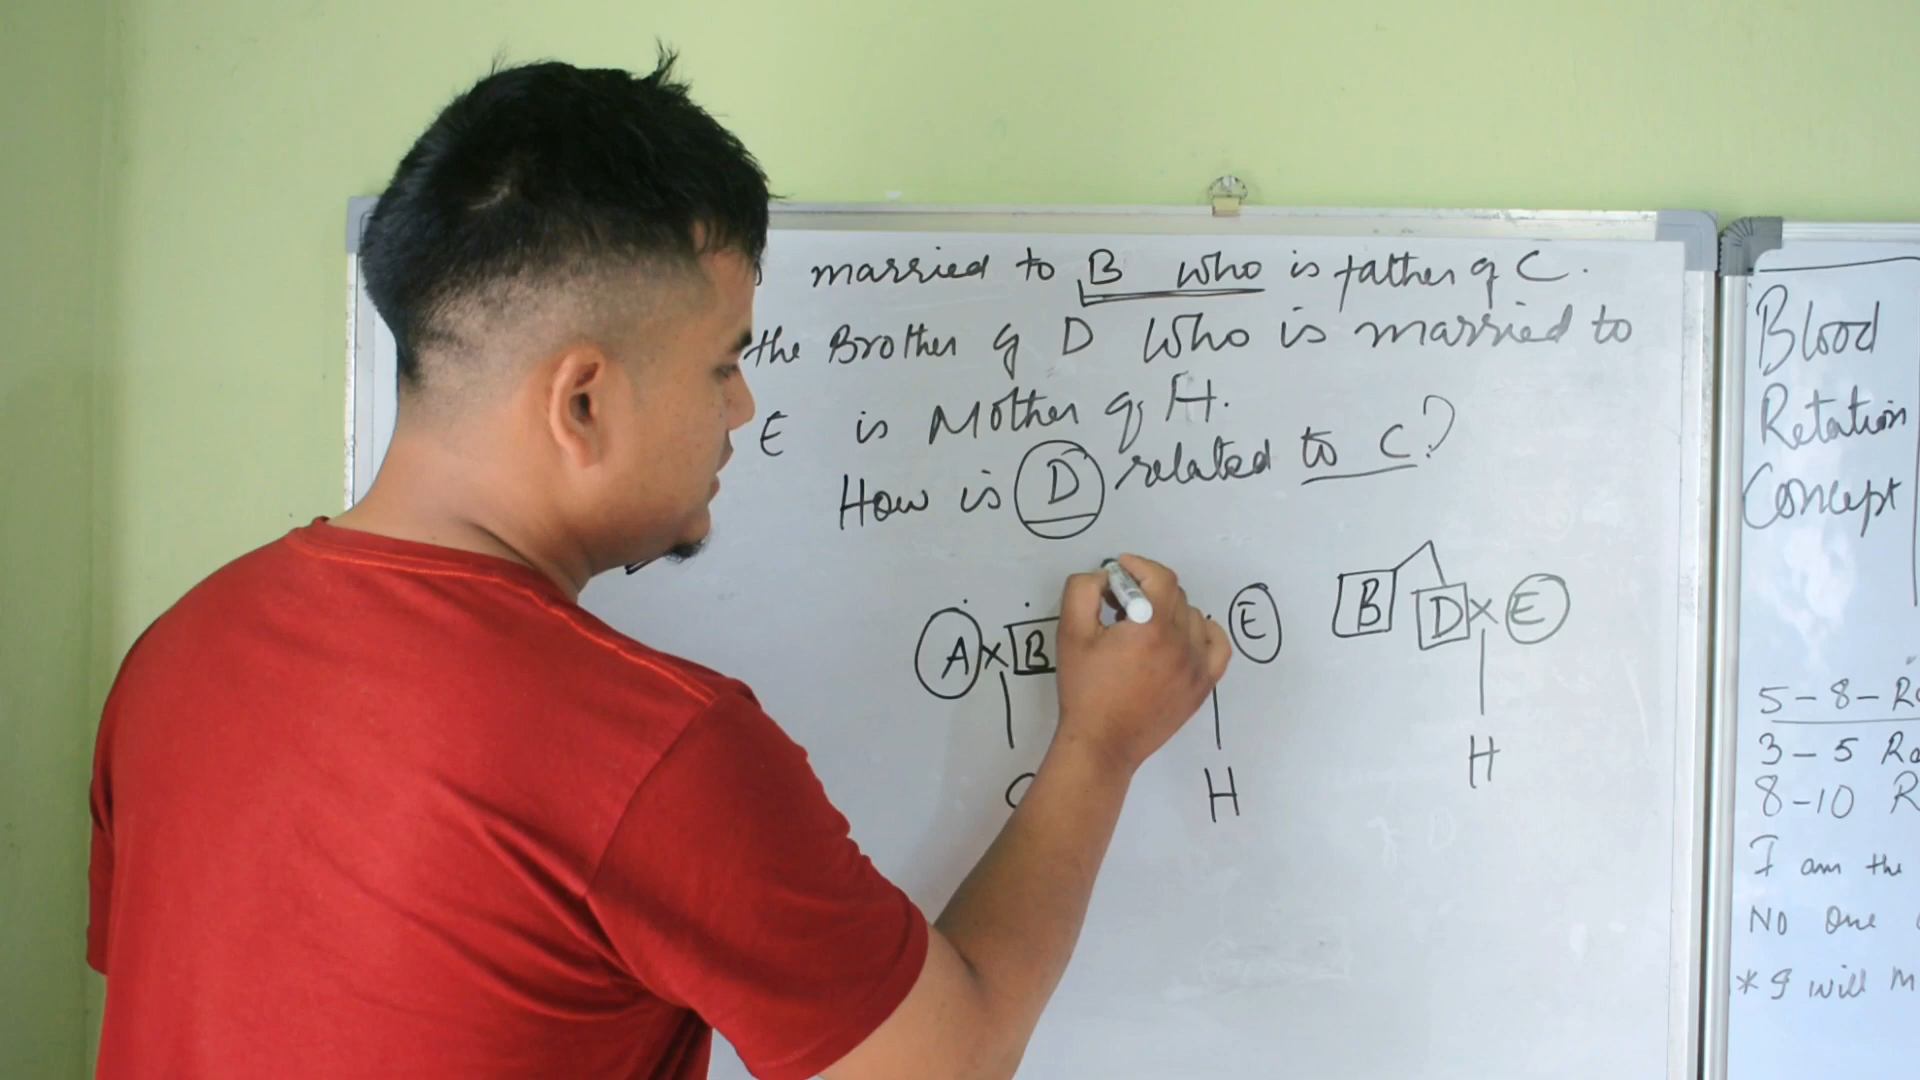 married to B who is father of C.
the Brother of D Who is married to
E is Mother of H.
How is D related to C?
A × B E
H
B D × E
H
Blood
Retation
Concept
5-8-
3-5
8-10
I am the
No One
* I will